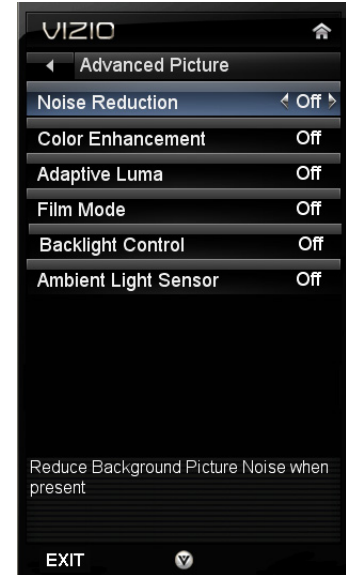 VIZIO
Advanced Picture
Noise Reduction Off
Color Enhancement Off
Adaptive Luma Off
Film Mode Off
Backlight Control Off
Ambient Light Sensor Off
Reduce Background Picture Noise when
present
EXIT V